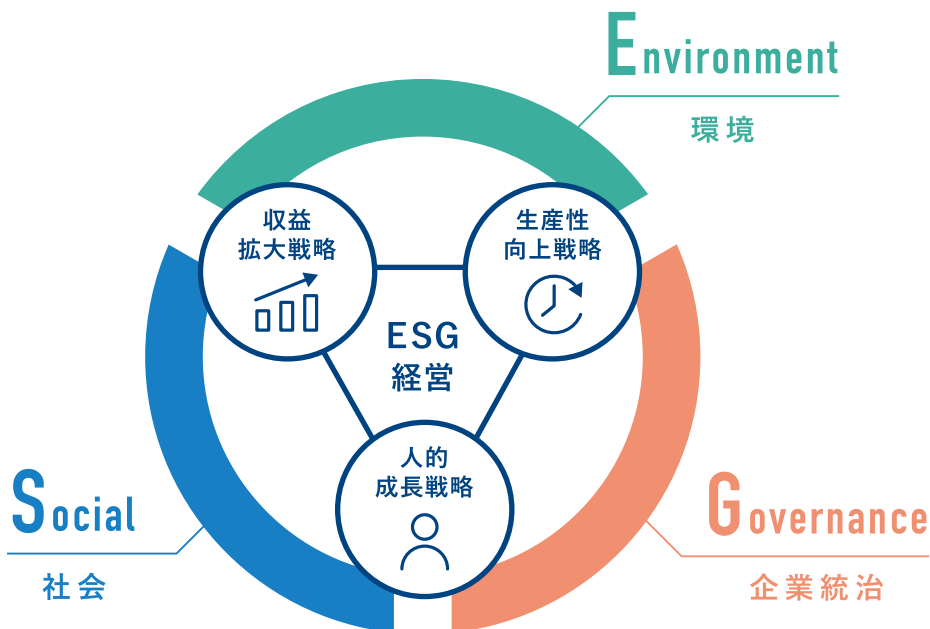 Environment
環境
収益
拡大戦略
生産性
向上戦略
ESG
経営
人的
成長戦略
Social
社会
Governance
企業統治